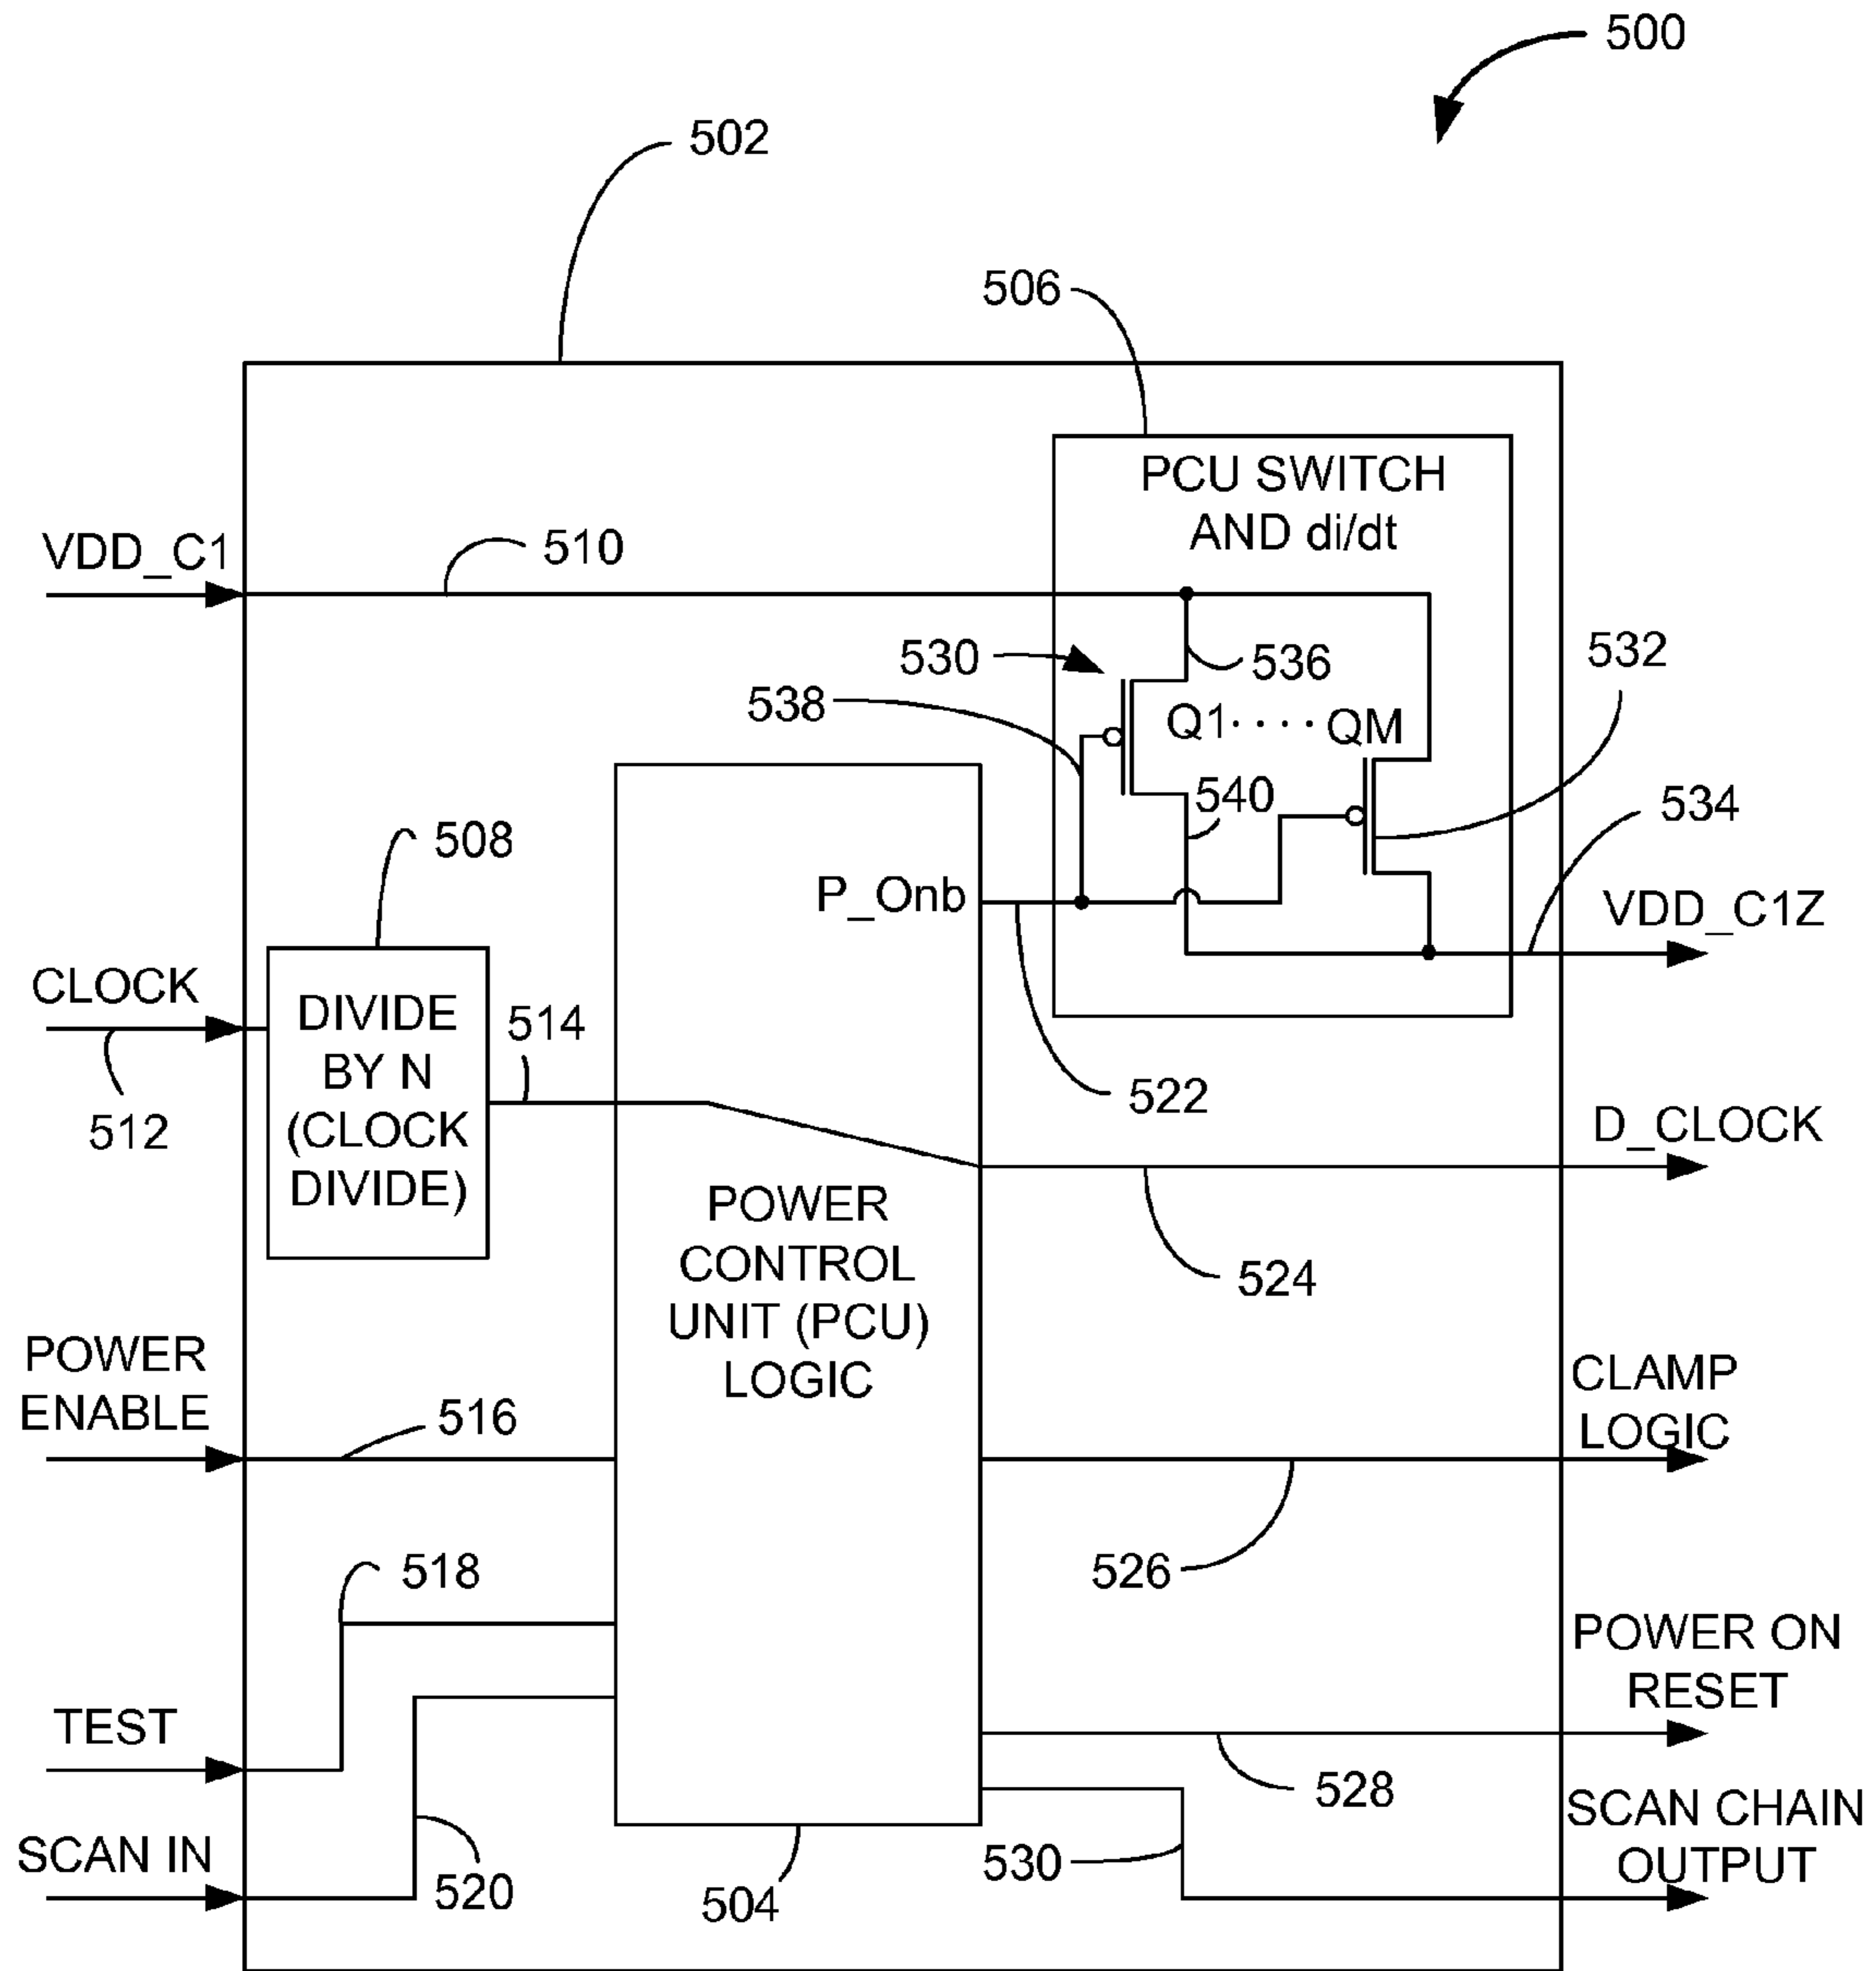 500
502
506
PCU SWITCH
AND di/dt
VDD_C1
510
530
536
532
538
Q1 · · · · QM
540
534
508
P_Onb
VDD_C1Z
CLOCK
DIVIDE
BY N
(CLOCK
DIVIDE)
514
512
522
D_CLOCK
POWER
CONTROL
UNIT (PCU)
LOGIC
524
POWER
ENABLE
516
CLAMP
LOGIC
518
526
POWER ON
RESET
TEST
528
SCAN CHAIN
OUTPUT
SCAN IN
520
504
530